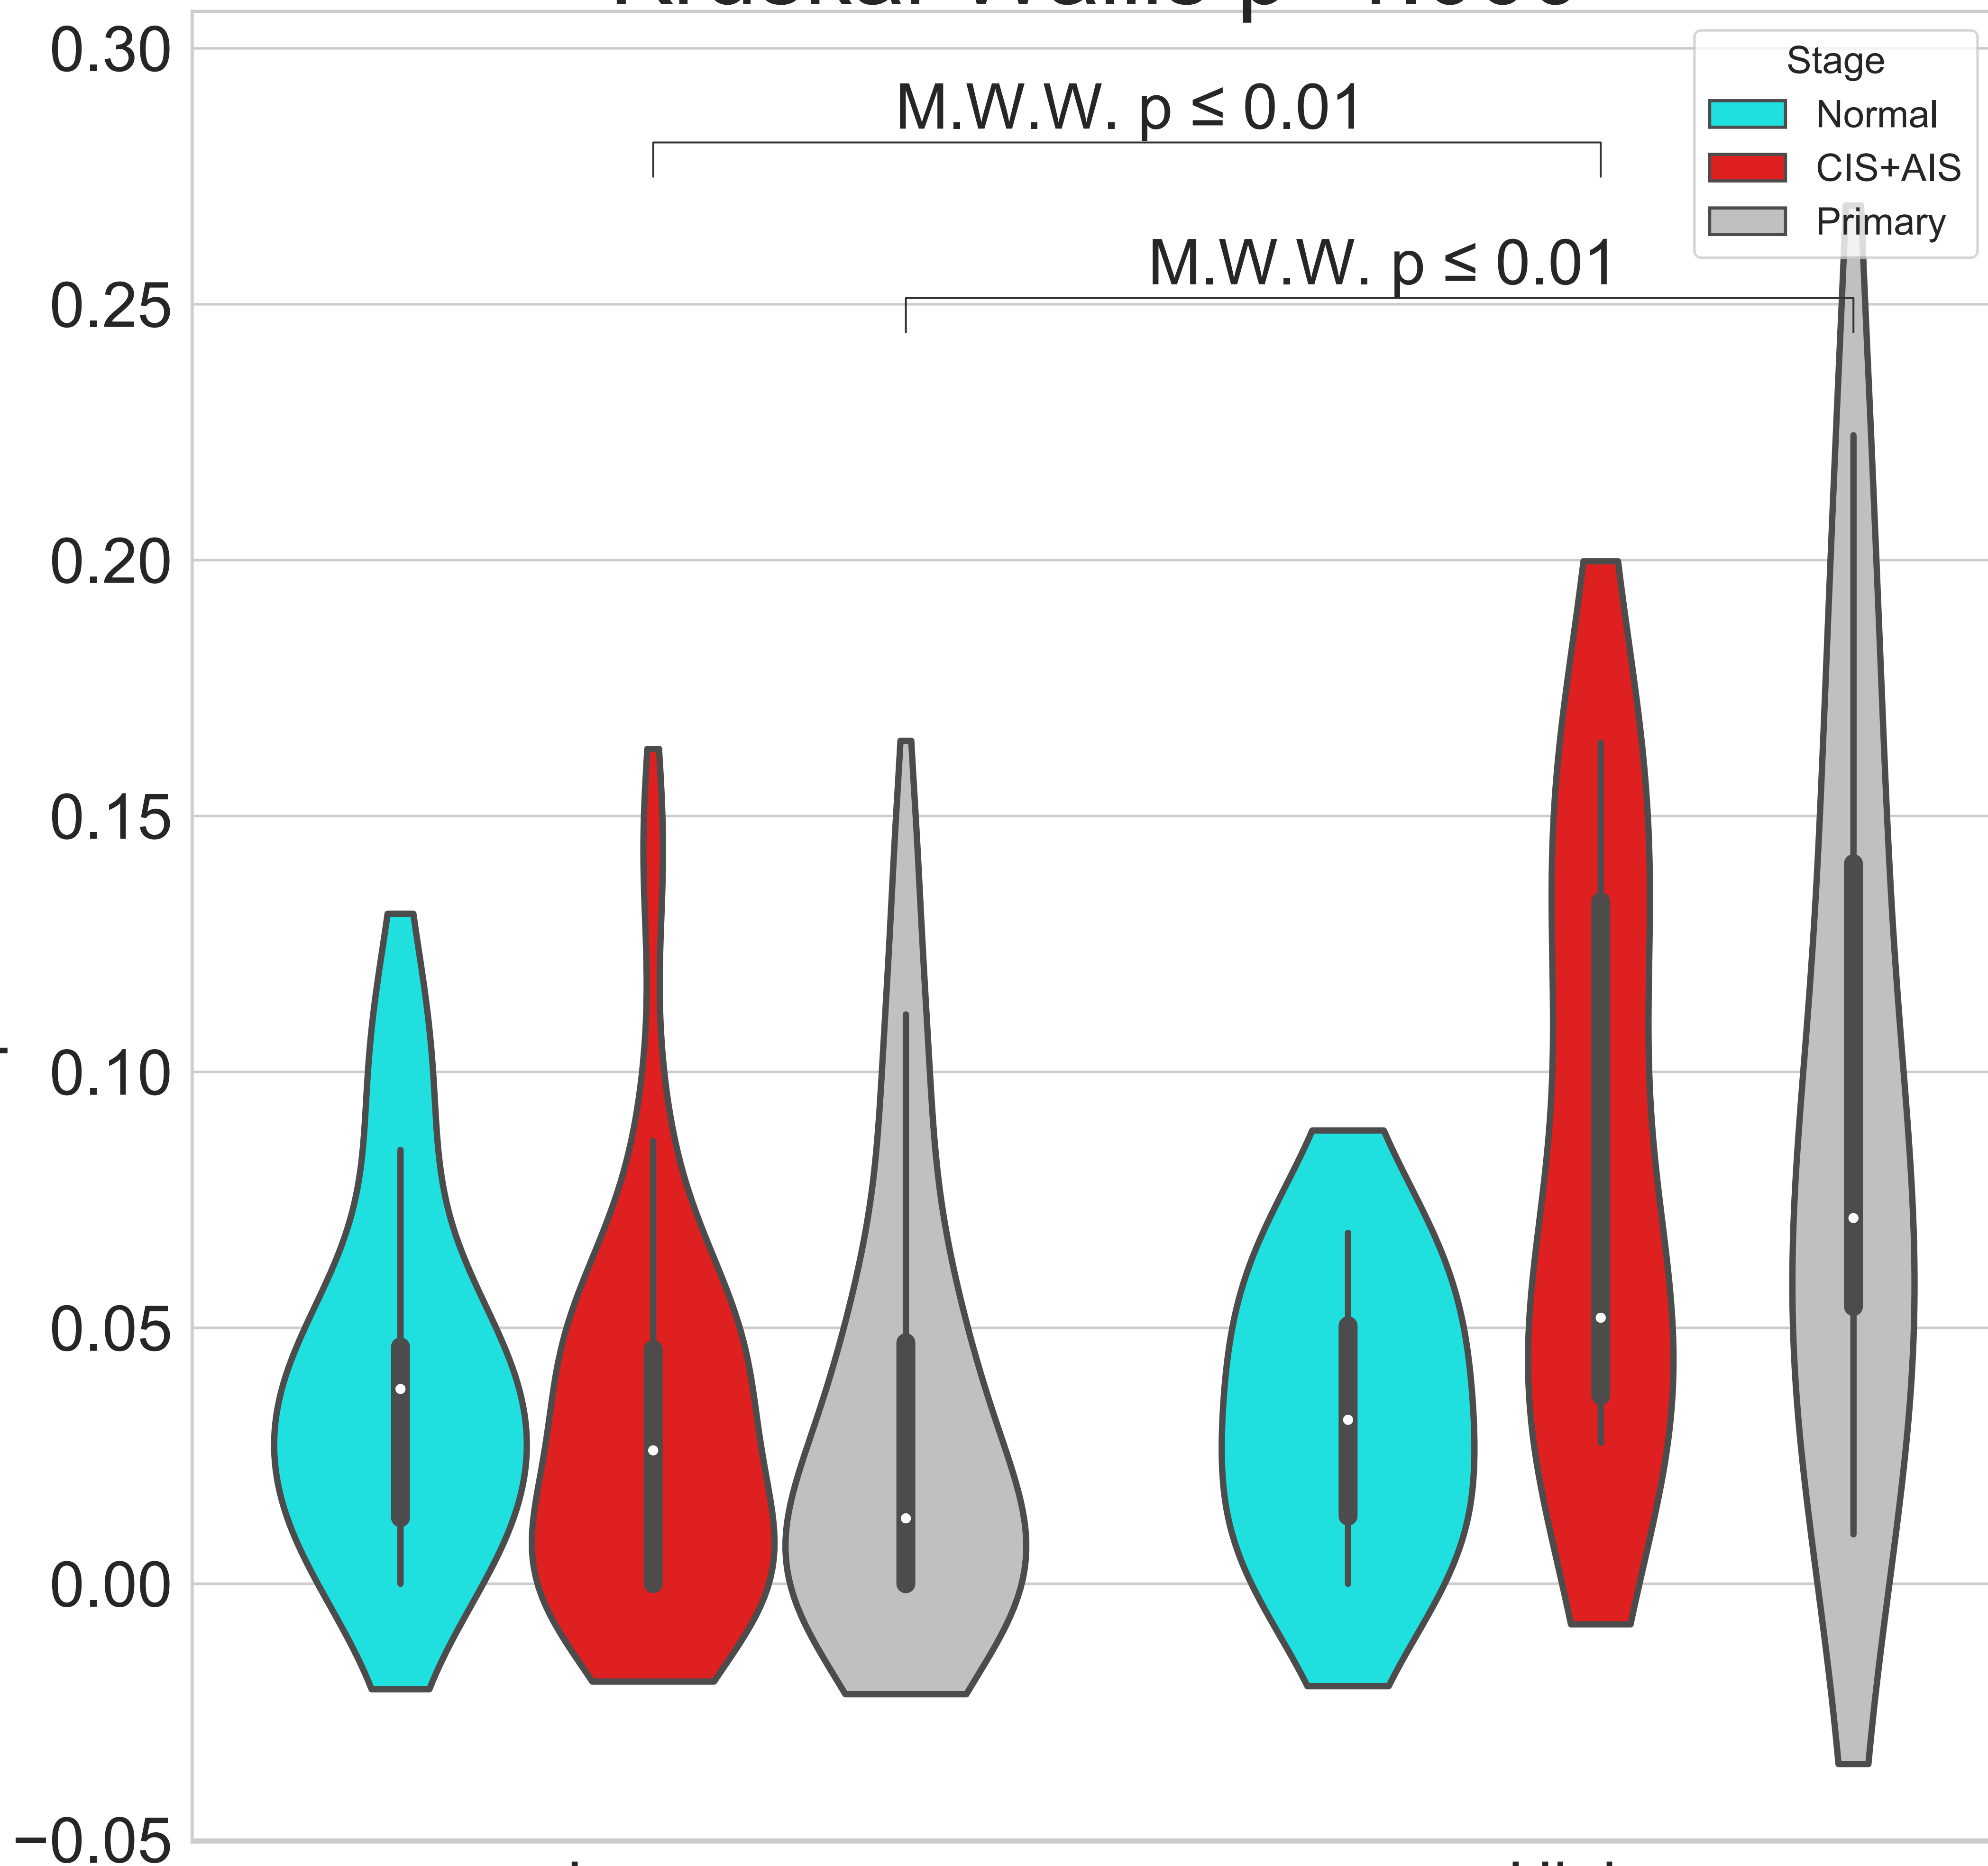 0.30
0.25
0.20
0.15
0.10
0.05
0.00
−0.05
M.W.W. p ≤ 0.01
M.W.W. p ≤ 0.01
Stage
Normal
CIS+AIS
Primary